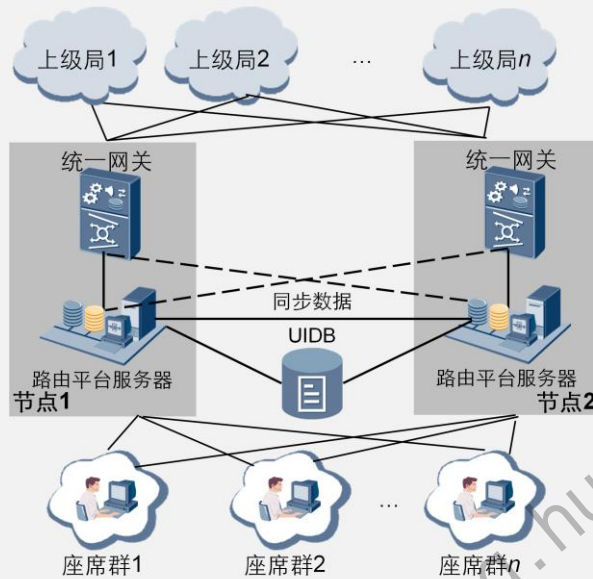 上级局1
上级局2
...
上级局n
统一网关
统一网关
同步数据
UIDB
路由平台服务器
路由平台服务器
节点1
节点2
...
座席群1
座席群2
座席群n
.hu